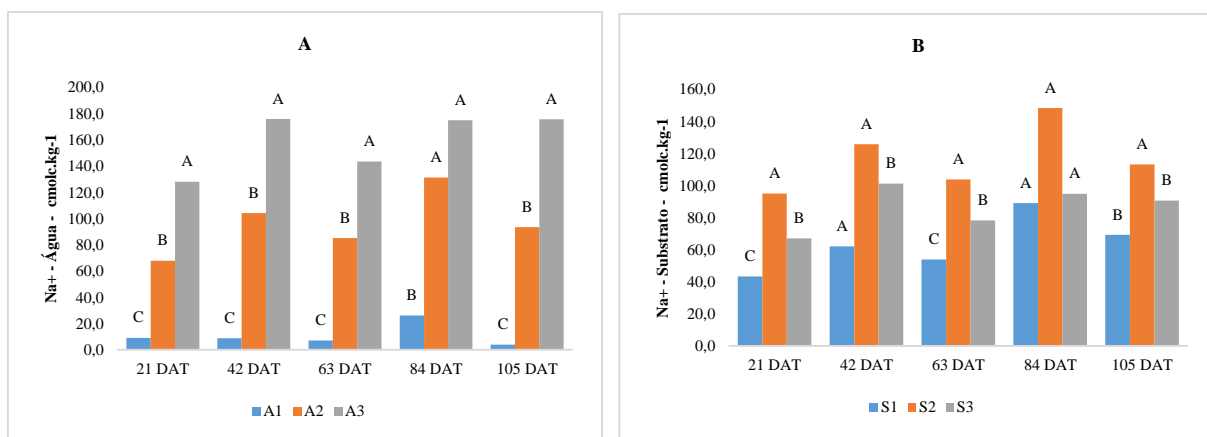 A
Na+ - Água - cmolc.kg-1
200,0
180,0
160,0
140,0
120,0
100,0
80,0
60,0
40,0
20,0
0,0
C B A
C B A
C B A
B A A
C B A
21 DAT 42 DAT 63 DAT 84 DAT 105 DAT
A1 A2 A3
B
Na+ - Substrato - cmolc.kg-1
160,0
140,0
120,0
100,0
80,0
60,0
40,0
20,0
0,0
C A B
A A B
C A B
A A A
B A B
21 DAT 42 DAT 63 DAT 84 DAT 105 DAT
S1 S2 S3